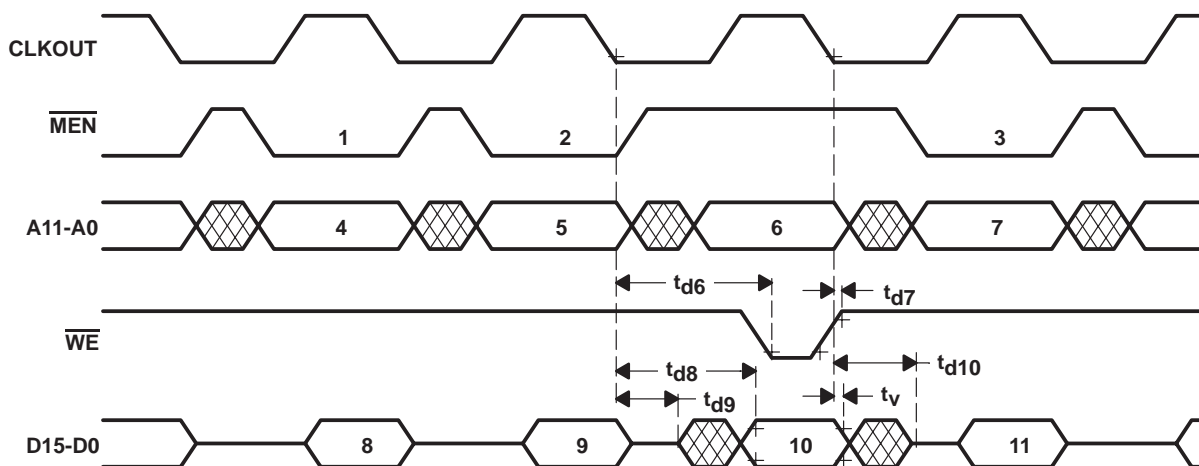 CLKOUT
MEN
1 2 3
A11-A0
4 5 6 7
td6
td7
WE
td8
td10
td9
tv
D15-D0
8 9 10 11